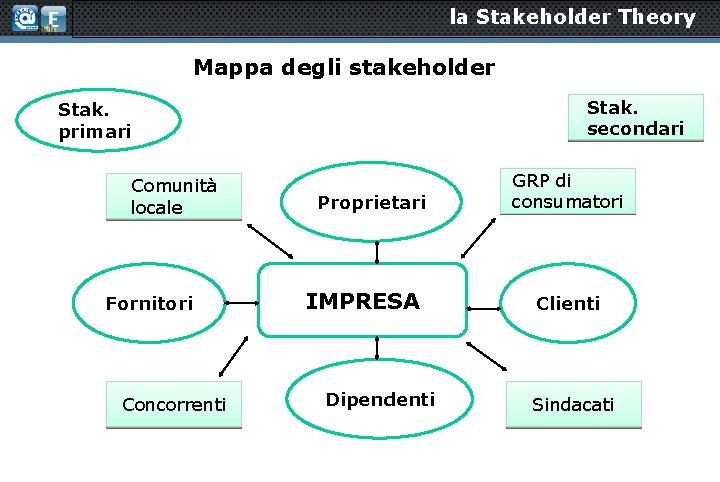 la Stakeholder Theory
Mappa degli stakeholder
Stak.
primari
Stak.
secondari
Comunità
locale
Proprietari
GRP di
consumatori
Fornitori
IMPRESA
Clienti
Concorrenti
Dipendenti
Sindacati